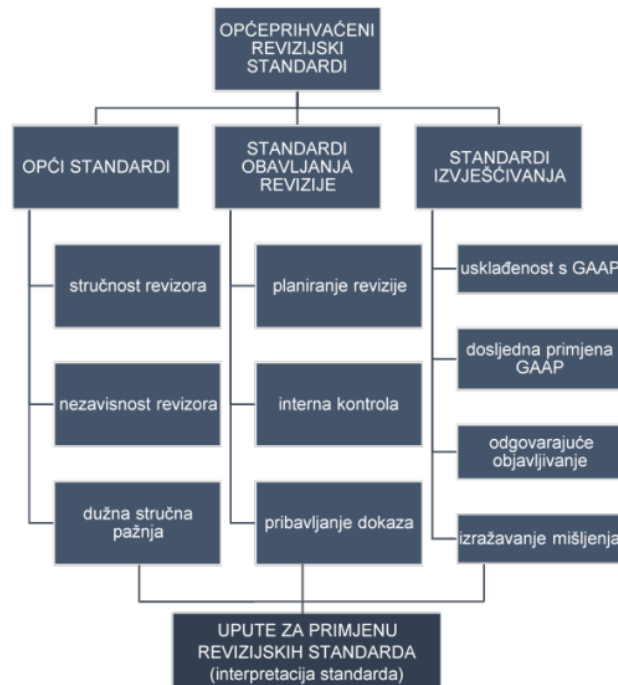 OPĆEPRIHVAĆENI
REVIZIJSKI
STANDARDI
OPĆI STANDARDI
STANDARDI
OBAVLJANJA
REVIZIJE
STANDARDI
IZVJEŠĆIVANJA
stručnost revizora
nezavisnost revizora
dužna stručna
pažnja
planiranje revizije
interna kontrola
pribavljanje dokaza
usklađenost s GAAP
dosljedna primjena
GAAP
odgovarajuće
objavljivanje
izražavanje mišljenja
UPUTE ZA PRIMJENU
REVIZIJSKIH STANDARDA
(interpretacija standarda)